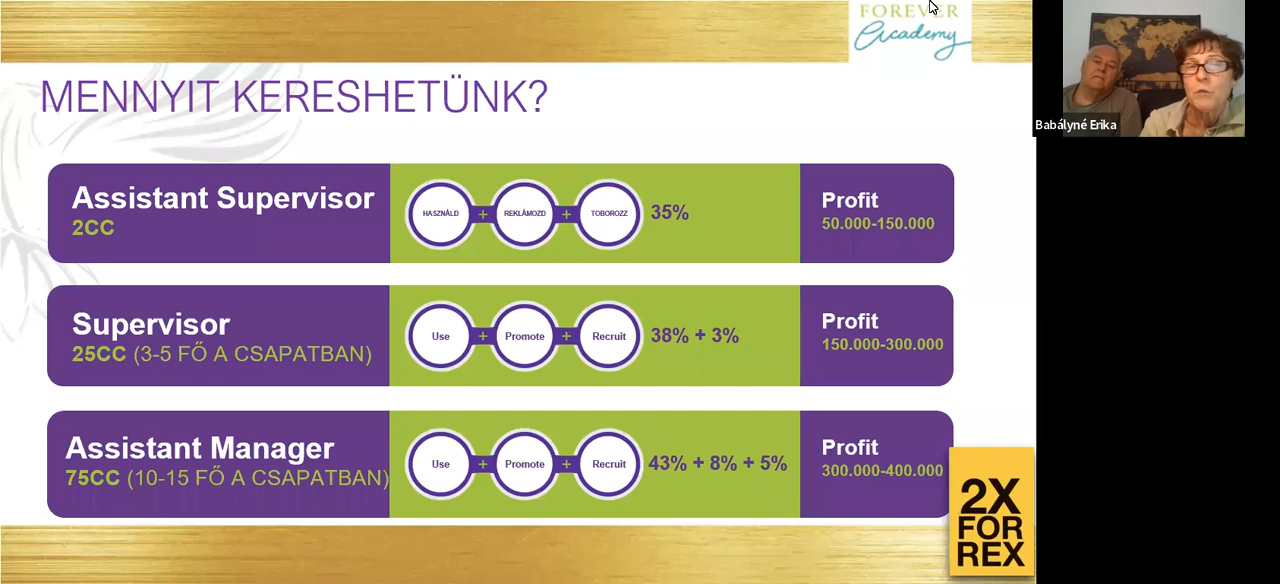 FOREVER
Academy
MENNYIT KERESHETÜNK?
Babályné Erika
Assistant Supervisor
2CC
HASZNÁLD + REKLÁMOZD + TOBOROZZ
35%
Profit
50.000-150.000
Supervisor
25CC (3-5 FŐ A CSAPATBAN)
Use + Promote + Recruit
38% + 3%
Profit
150.000-300.000
Assistant Manager
75CC (10-15 FŐ A CSAPATBAN)
Use + Promote + Recruit
43% + 8% + 5%
Profit
300.000-400.000
2X
FOR
REX